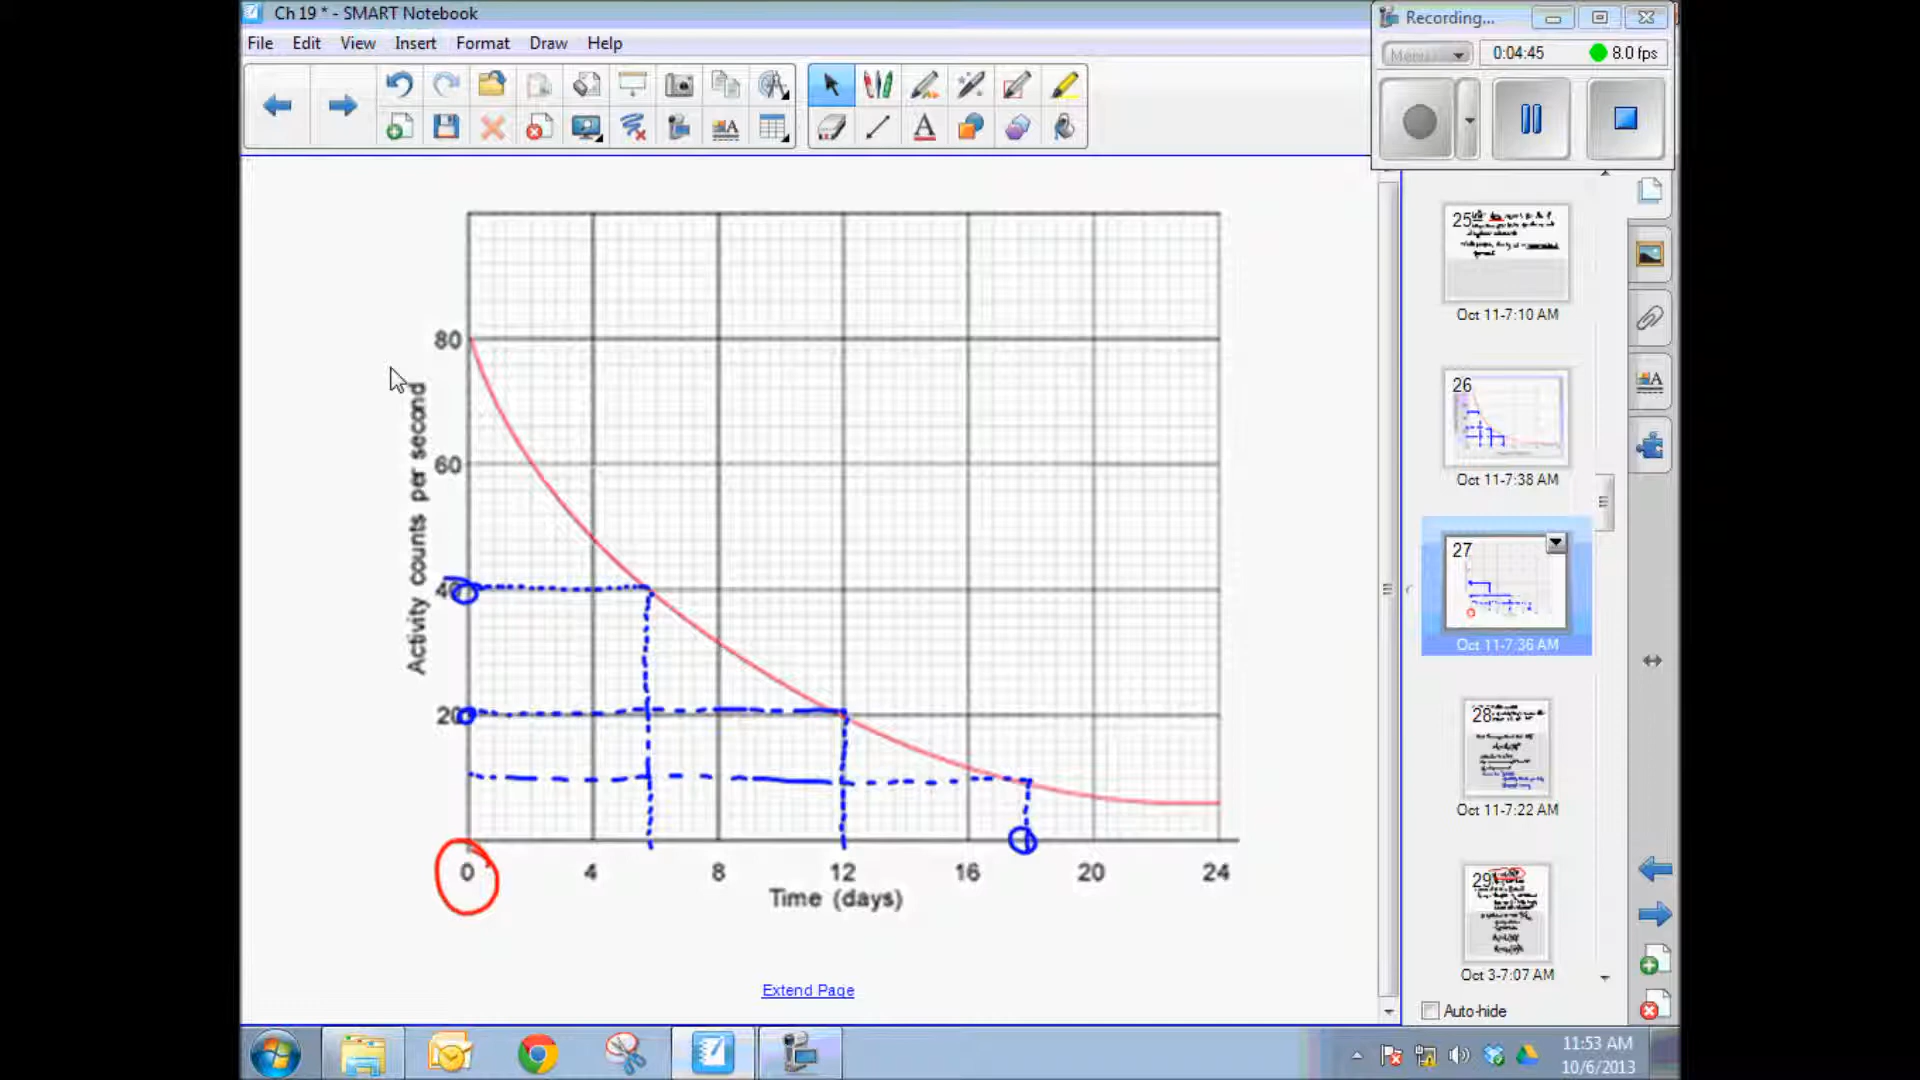 Ch 19 * - SMART Notebook
Recording...
File Edit View Insert Format Draw Help
Menu
0:04:45
8.0 fps
80
60
40
20
Activity counts per second
0 4 8 12 16 20 24
Time (days)
Extend Page
25
Oct 11-7:10 AM
26
Oct 11-7:38 AM
27
Oct 11-7:36 AM
28
Oct 11-7:22 AM
29
Oct 3-7:07 AM
Auto-hide
11:53 AM
10/6/2013